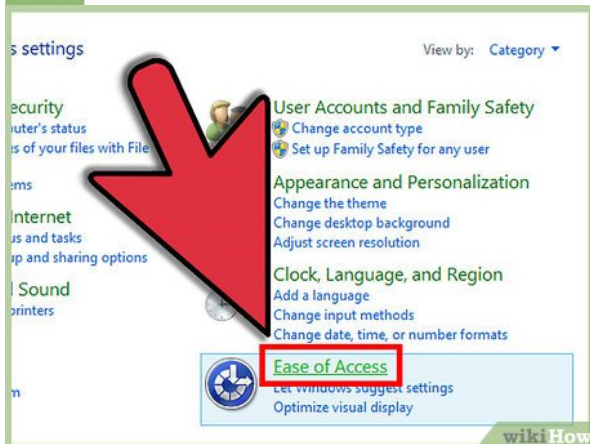 s settings
View by: Category
ecurity
uter's status
es of your files with File
ems
nternet
us and tasks
up and sharing options
Sound
printers
m
User Accounts and Family Safety
Change account type
Set up Family Safety for any user
Appearance and Personalization
Change the theme
Change desktop background
Adjust screen resolution
Clock, Language, and Region
Add a language
Change input methods
Change date, time, or number formats
Ease of Access
Let Windows suggest settings
Optimize visual display
wikiHow